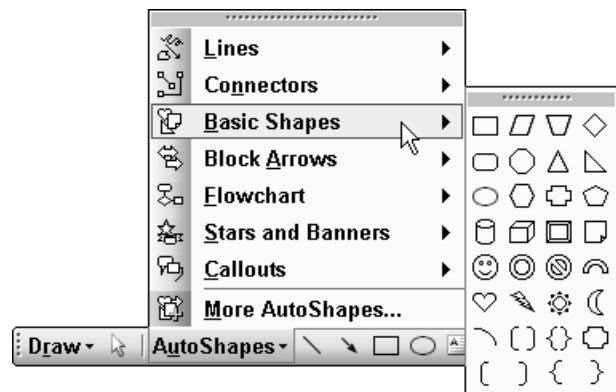 Lines
Connectors
Basic Shapes
Block Arrows
Flowchart
Stars and Banners
Callouts
More AutoShapes...
Draw AutoShapes